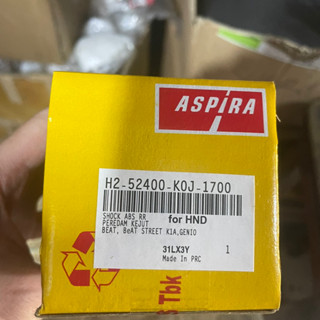 ASPIRA
H2-52400-K0J-1700
SHOCK ABS RR for HND
PEREDAM KEJUT
BEAT, BeAT STREET K1A,GENIO
31LX3Y 1
Made In PRC
Tbk